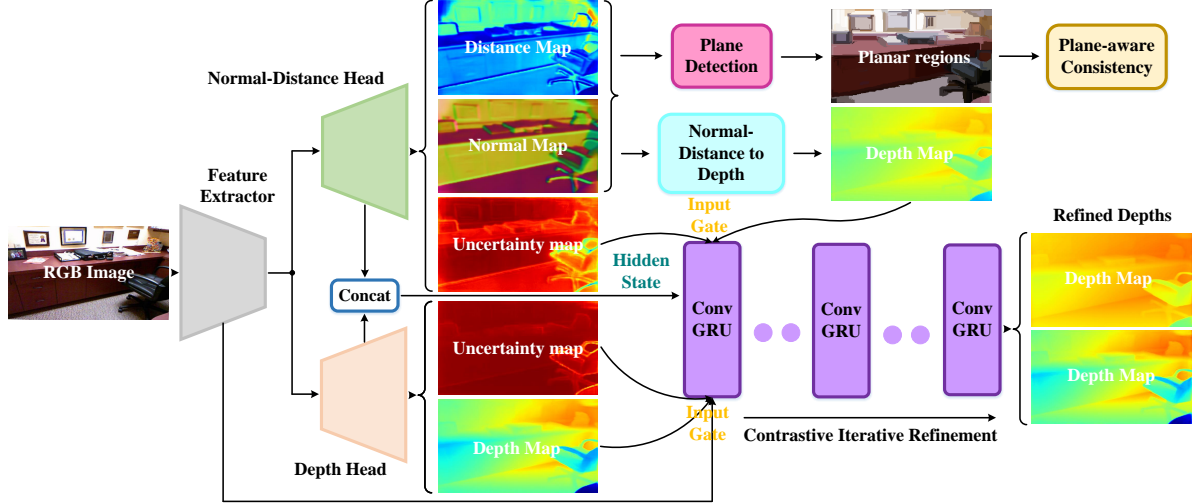 Distance Map
Plane
Detection
Planar regions
Plane-aware
Consistency
Normal-Distance Head
Normal Map
Normal-
Distance to
Depth
Depth Map
Feature
Extractor
Input
Gate
Refined Depths
RGB Image
Uncertainty map
Hidden
State
Concat
Conv
GRU
Conv
GRU
Conv
GRU
Depth Map
Uncertainty map
Depth Map
Input
Gate
Contrastive Iterative Refinement
Depth Map
Depth Head